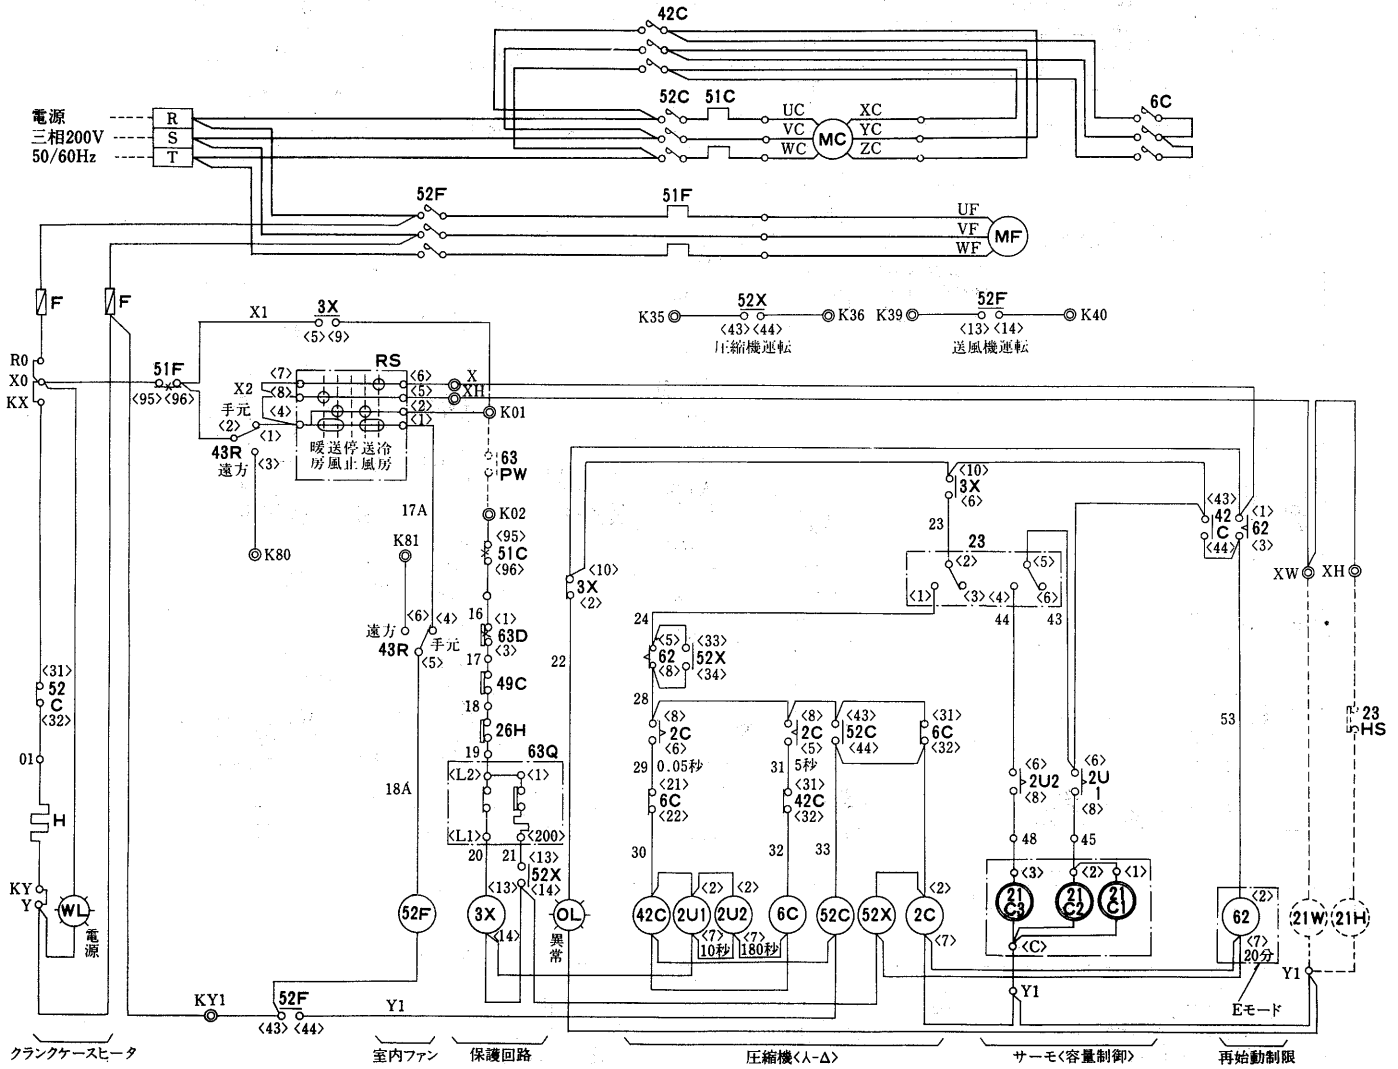 42C
52C 51C 6C
電源 R UC XC
三相200V S VC MC YC
50/60Hz T WC ZC
52F 51F UF
VF MF
WF
F F
X1 3X
<5> <9>
52X
K35 K36
<43> <44>
圧縮機運転
52F
K39 K40
<13> <14>
送風機運転
R0
X0
KX
51F
<95> <96>
RS
X2 <7> <6> X
<8> <5> XH
<2>
手元 <4> <1> K01
<2> <1>
43R
遠方 <3>
暖房 送風 停止 送風 冷房
63
PW
17A
K02
K80 K81
<95>
51C
<96>
<10>
3X
<6>
23
<43>
42
C
<44>
<1>
62
<3>
23
<2> <5>
<1> <3> <4> <6>
XW XH
<10>
3X
<2>
16 <1>
63D
<3>
17
<6> <4>
遠方 手元
43R
<5>
24 44 43
<5> <33>
62 52X
<8> <34>
22
49C
18
26H
19
28
<31>
52
C
<32>
<8>
2C
<6>
29 0.05秒
<8>
2C
<5>
31 5秒
<43>
52C
<44>
<31>
6C
<32>
53
23
HS
01
63Q
<L2> <1>
<L1> <200>
18A
<21>
6C
<22>
<31>
42C
<32>
<6>
2U2
<8>
<6>
2U
1
<8>
H
20 21 <13>
52X
<14>
30 32 33
48 45
<3> <2> <1>
KY
Y
WL
電源
52F
<13>
3X
<14>
OL
異常
42C
<2>
2U1
<7>
10秒
<2>
2U2
<7>
180秒
6C
52C
52X
<2>
2C
<7>
21
C3
21
C2
21
C1
<C>
<2>
62
<7>
20分
21W 21H
Y1
Y1
KY1
52F
<43> <44>
Y1
Eモード
クランクケースヒータ
室内ファン
保護回路
圧縮機<人-Δ>
サーモ<容量制御>
再始動制限